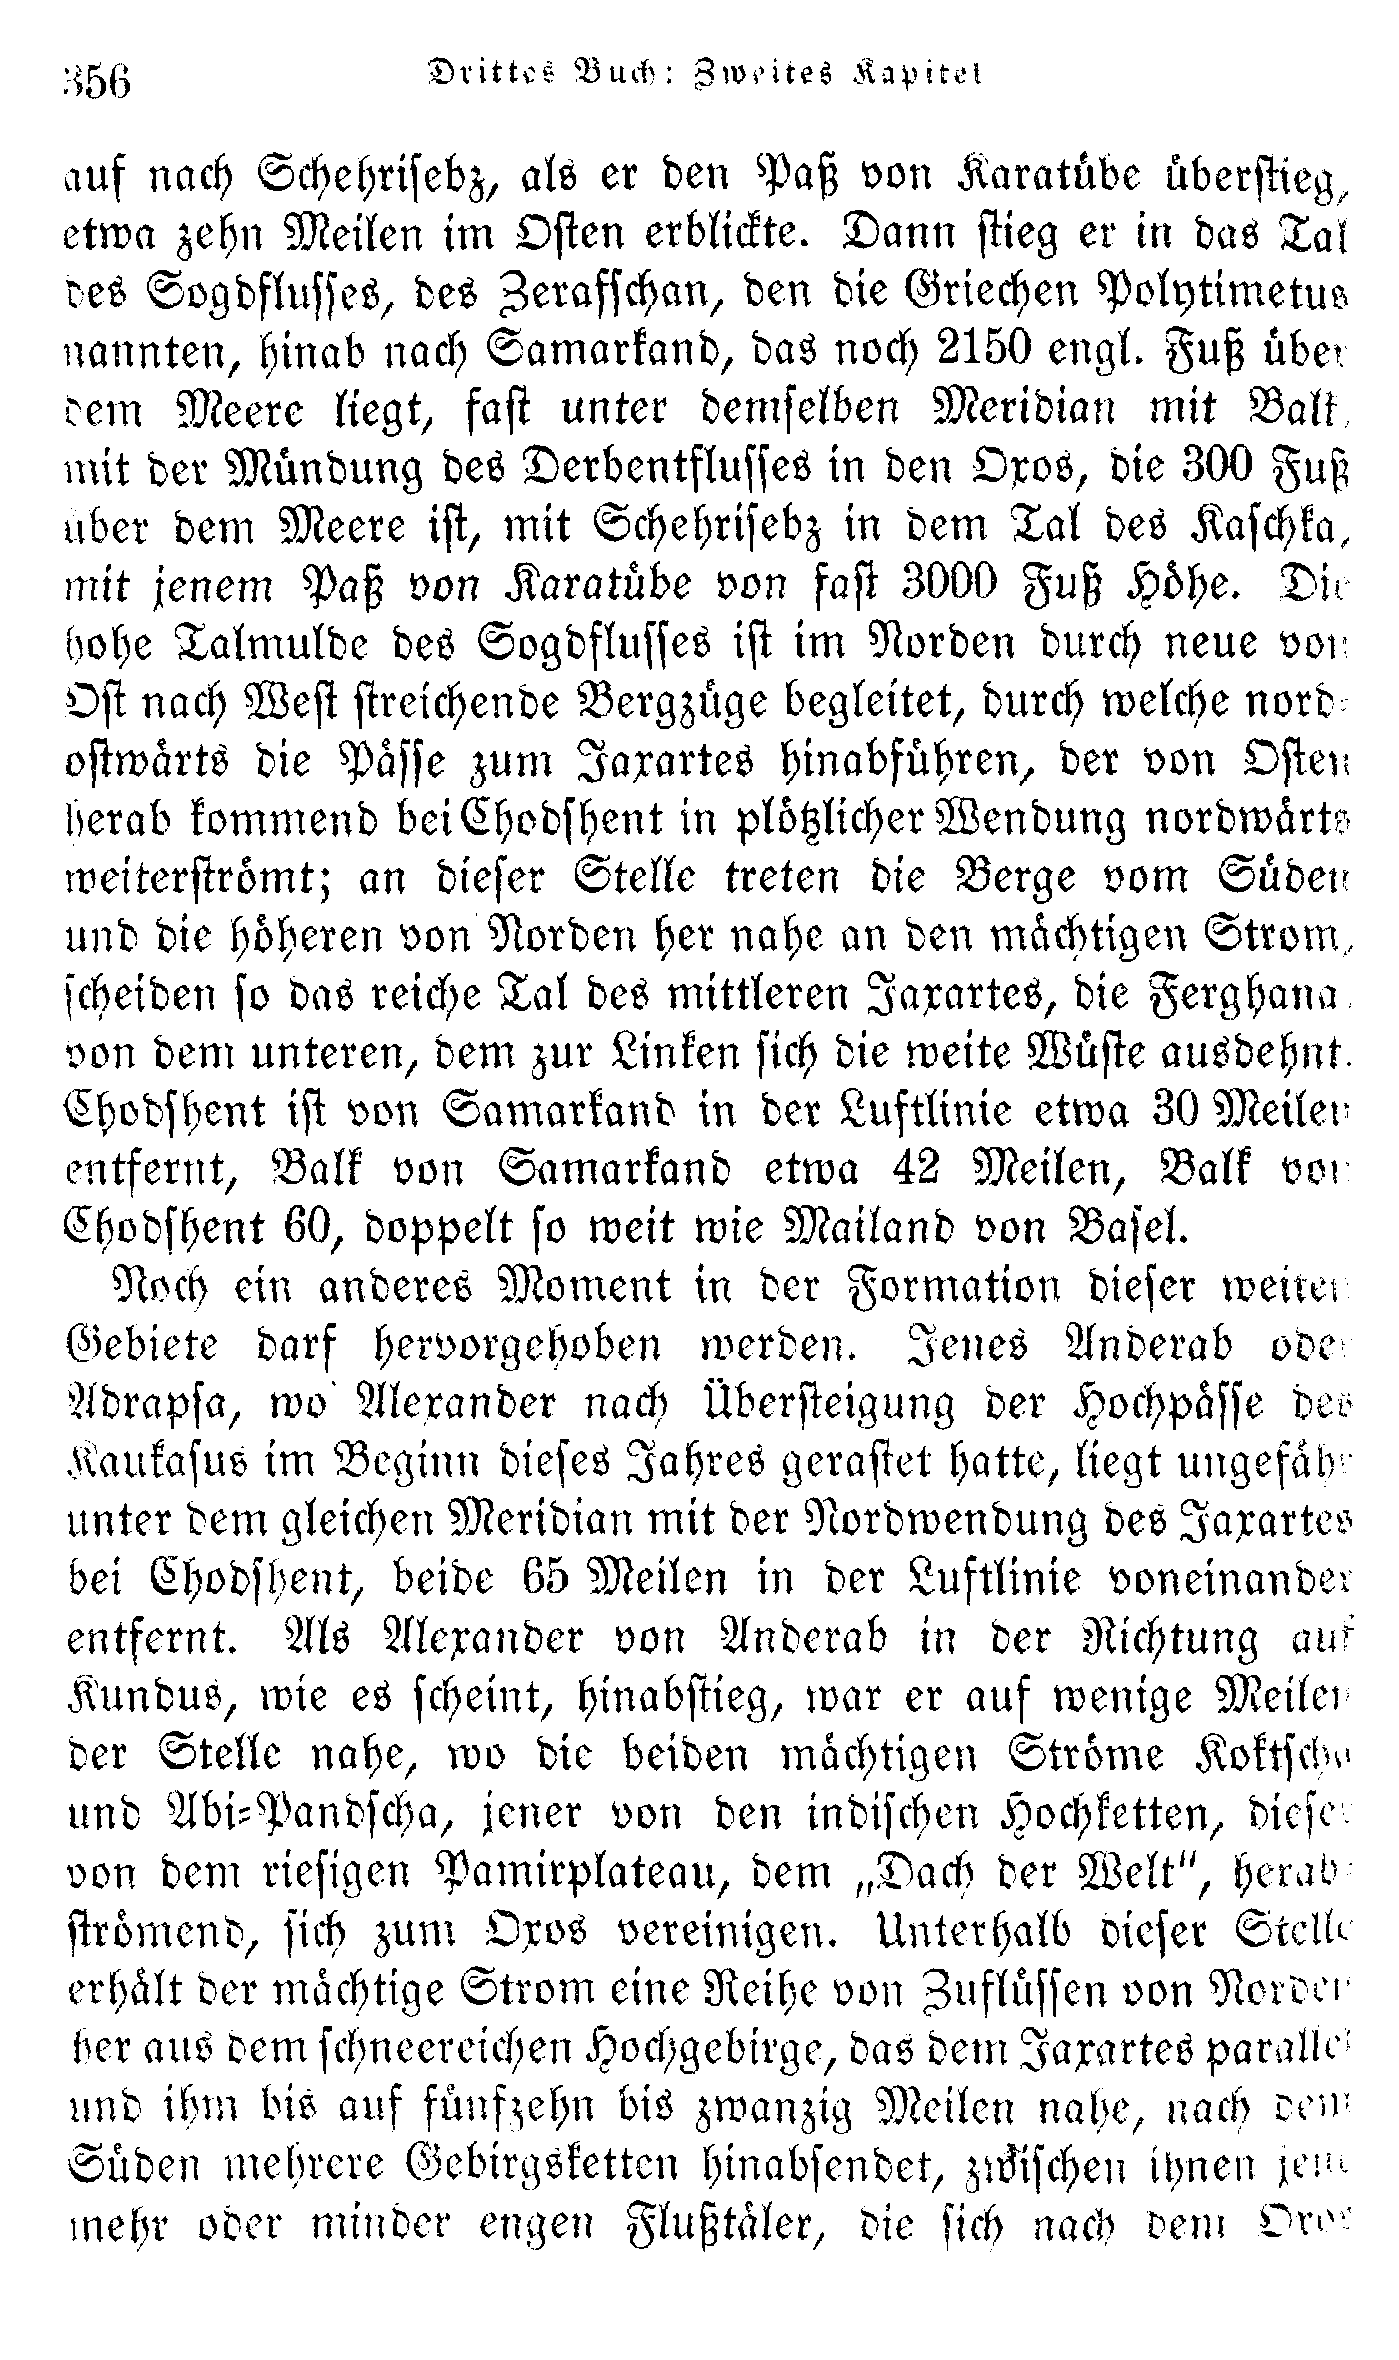 356 Drittes Buch: Zweites Kapitel
auf nach Schehrisebz, als er den Paß von Karatübe überstieg,
etwa zehn Meilen im Osten erblickte. Dann stieg er in das Tal
des Sogdflusses, des Zerafschan, den die Griechen Polytimetus
nannten, hinab nach Samarkand, das noch 2150 engl. Fuß über
dem Meere liegt, fast unter demselben Meridian mit Balk,
mit der Mündung des Derbentflusses in den Oxos, die 300 Fuß
über dem Meere ist, mit Schehrisebz in dem Tal des Kaschka,
mit jenem Paß von Karatübe von fast 3000 Fuß Höhe. Die
hohe Talmulde des Sogdflusses ist im Norden durch neue von
Ost nach West streichende Bergzüge begleitet, durch welche nord-
ostwärts die Pässe zum Jaxartes hinabführen, der von Osten
herab kommend bei Chodshent in plötzlicher Wendung nordwärts
weiterströmt; an dieser Stelle treten die Berge vom Süden
und die höheren von Norden her nahe an den mächtigen Strom,
scheiden so das reiche Tal des mittleren Jaxartes, die Ferghana,
von dem unteren, dem zur Linken sich die weite Wüste ausdehnt.
Chodshent ist von Samarkand in der Luftlinie etwa 30 Meilen
entfernt, Balk von Samarkand etwa 42 Meilen, Balk von
Chodshent 60, doppelt so weit wie Mailand von Basel.
Noch ein anderes Moment in der Formation dieser weiten
Gebiete darf hervorgehoben werden. Jenes Anderab oder
Adrapsa, wo Alexander nach Übersteigung der Hochpässe des
Kaukasus im Beginn dieses Jahres gerastet hatte, liegt ungefähr
unter dem gleichen Meridian mit der Nordwendung des Jaxartes
bei Chodshent, beide 65 Meilen in der Luftlinie voneinander
entfernt. Als Alexander von Anderab in der Richtung auf
Kundus, wie es scheint, hinabstieg, war er auf wenige Meilen
der Stelle nahe, wo die beiden mächtigen Ströme Koktscha
und Abi-Pandscha, jener von den indischen Hochketten, dieser
von dem riesigen Pamirplateau, dem „Dach der Welt“, herab-
strömend, sich zum Oxos vereinigen. Unterhalb dieser Stelle
erhält der mächtige Strom eine Reihe von Zuflüssen von Norden
her aus dem schneereichen Hochgebirge, das dem Jaxartes parallel
und ihm bis auf fünfzehn bis zwanzig Meilen nahe, nach dem
Süden mehrere Gebirgsketten hinabsendet, zwischen ihnen jene
mehr oder minder engen Flußtäler, die sich nach dem Oxos